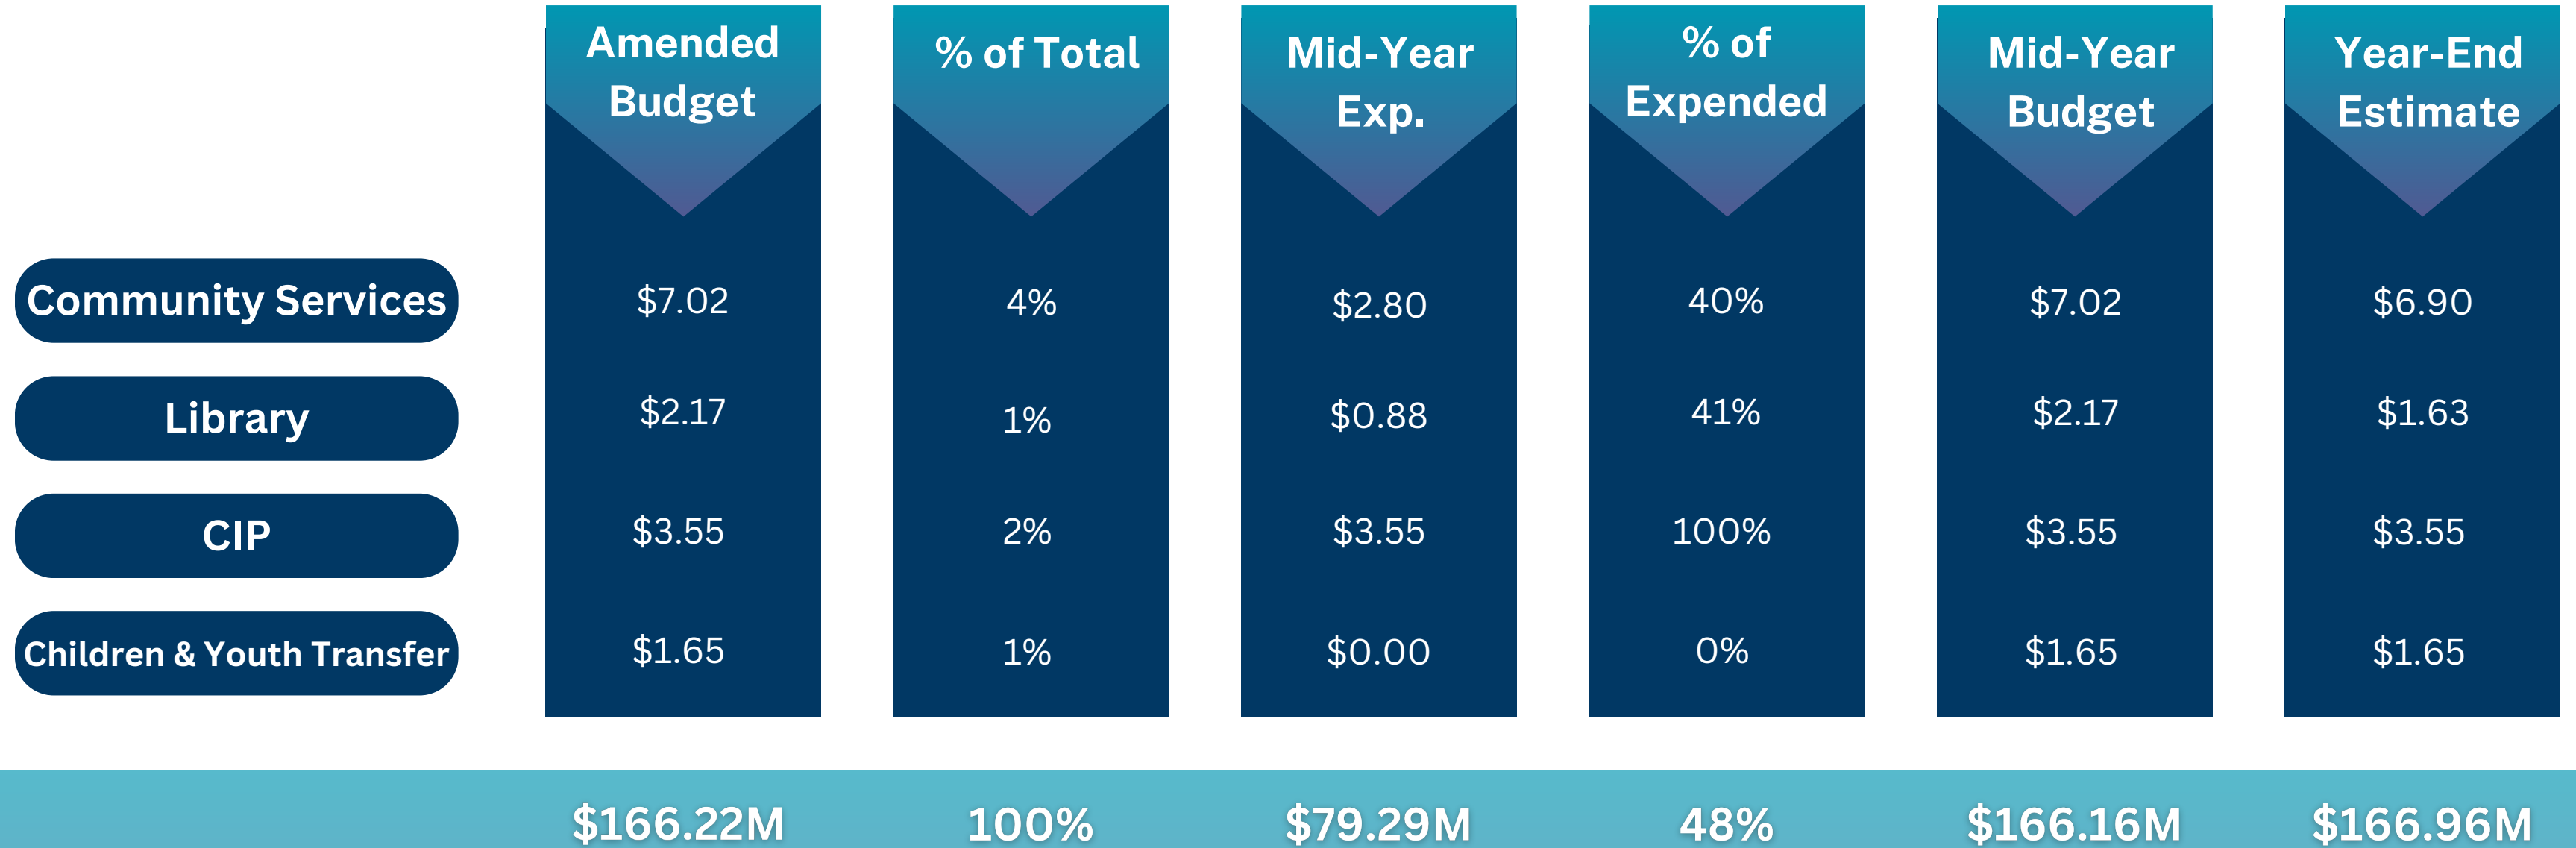 Amended Budget
% of Total
Mid-Year Exp.
% of Expended
Mid-Year Budget
Year-End Estimate
Community Services $7.02 4% $2.80 40% $7.02 $6.90
Library $2.17 1% $0.88 41% $2.17 $1.63
CIP $3.55 2% $3.55 100% $3.55 $3.55
Children & Youth Transfer $1.65 1% $0.00 0% $1.65 $1.65
$166.22M 100% $79.29M 48% $166.16M $166.96M